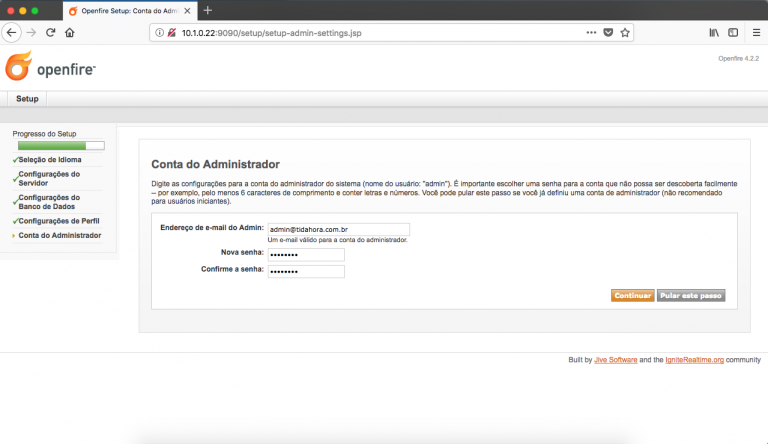 Openfire Setup: Conta do Admi
10.1.0.22:9090/setup/setup-admin-settings.jsp
openfire™
Openfire 4.2.2
Setup
Progresso do Setup
Seleção de Idioma
Configurações do
Servidor
Configurações do
Banco de Dados
Configurações de Perfil
Conta do Administrador
Conta do Administrador
Digite as configurações para a conta do administrador do sistema (nome do usuário: "admin"). É importante escolher uma senha para a conta que não possa ser descoberta facilmente
-- por exemplo, pelo menos 6 caracteres de comprimento e conter letras e números. Você pode pular este passo se você já definiu uma conta de administrador (não recomendado
para usuários iniciantes).
Endereço de e-mail do Admin: admin@tidahora.com.br
Um e-mail válido para a conta do administrador.
Nova senha: ••••••••
Confirme a senha: ••••••••
Continuar Pular este passo
Built by Jive Software and the IgniteRealtime.org community